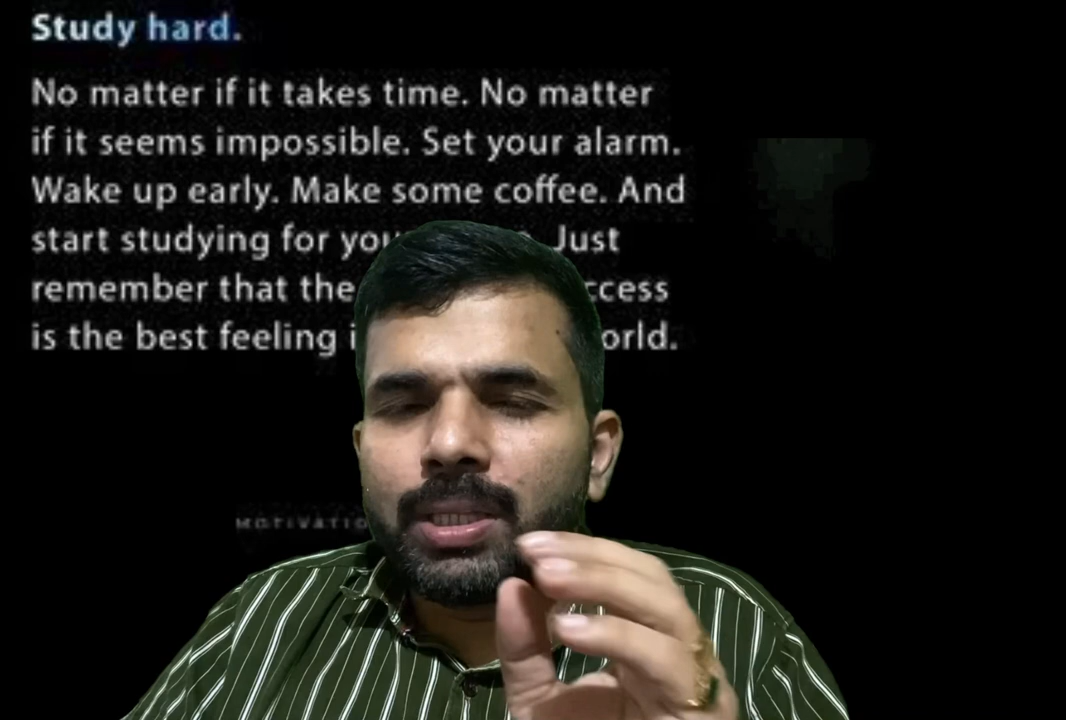 Study hard.
No matter if it takes time. No matter
if it seems impossible. Set your alarm.
Wake up early. Make some coffee. And
start studying for you Just
remember that the
is the best feeling